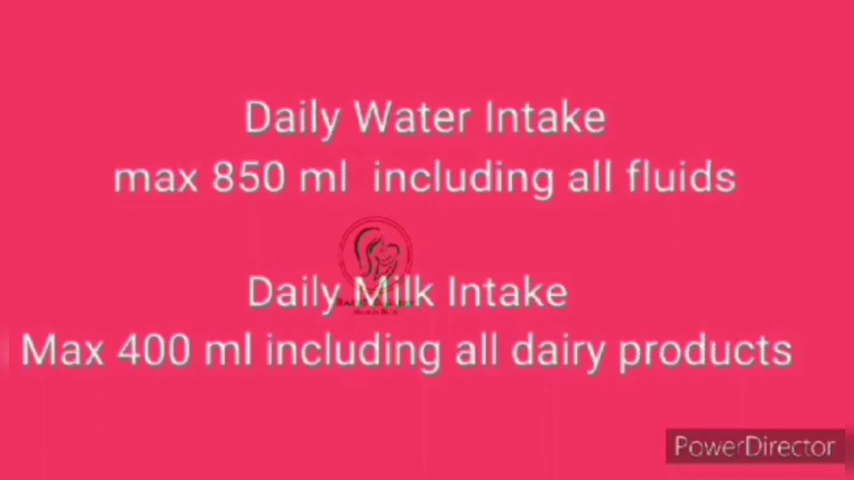 Daily Water Intake
max 850 ml including all fluids
Daily Milk Intake
Max 400 ml including all dairy products
PowerDirector